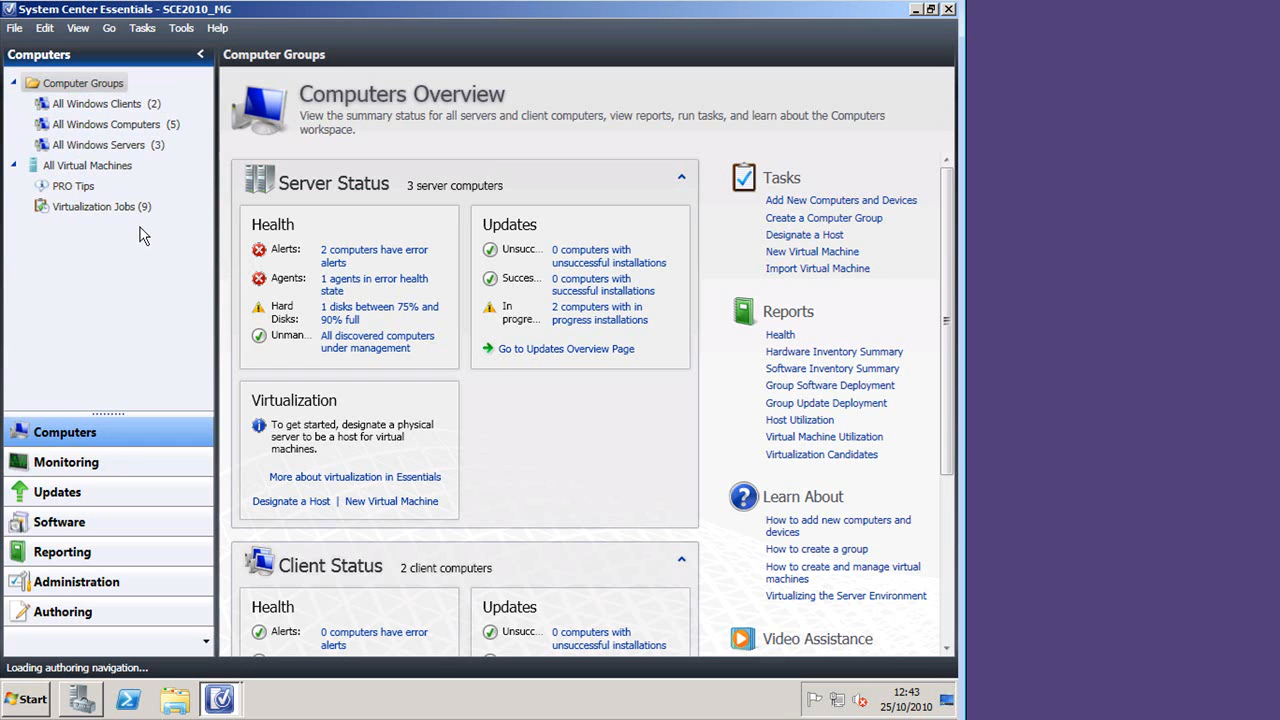 System Center Essentials - SCE2010_MG
File Edit View Go Tasks Tools Help
Computers
Computer Groups
All Windows Clients (2)
All Windows Computers (5)
All Windows Servers (3)
All Virtual Machines
PRO Tips
Virtualization Jobs (9)
Computers
Monitoring
Updates
Software
Reporting
Administration
Authoring
Computer Groups
Computers Overview
View the summary status for all servers and client computers, view reports, run tasks, and learn about the Computers
workspace.
Server Status 3 server computers
Health
Alerts: 2 computers have error
alerts
Agents: 1 agents in error health
state
Hard 1 disks between 75% and
Disks: 90% full
Unman... All discovered computers
under management
Updates
Unsucc... 0 computers with
unsuccessful installations
Succes... 0 computers with
successful installations
In 2 computers with in
progre... progress installations
Go to Updates Overview Page
Virtualization
To get started, designate a physical
server to be a host for virtual
machines.
More about virtualization in Essentials
Designate a Host | New Virtual Machine
Client Status 2 client computers
Health
Alerts: 0 computers have error
alerts
Updates
Unsucc... 0 computers with
unsuccessful installations
Tasks
Add New Computers and Devices
Create a Computer Group
Designate a Host
New Virtual Machine
Import Virtual Machine
Reports
Health
Hardware Inventory Summary
Software Inventory Summary
Group Software Deployment
Group Update Deployment
Host Utilization
Virtual Machine Utilization
Virtualization Candidates
Learn About
How to add new computers and
devices
How to create a group
How to create and manage virtual
machines
Virtualizing the Server Environment
Video Assistance
Loading authoring navigation...
Start
12:43
25/10/2010